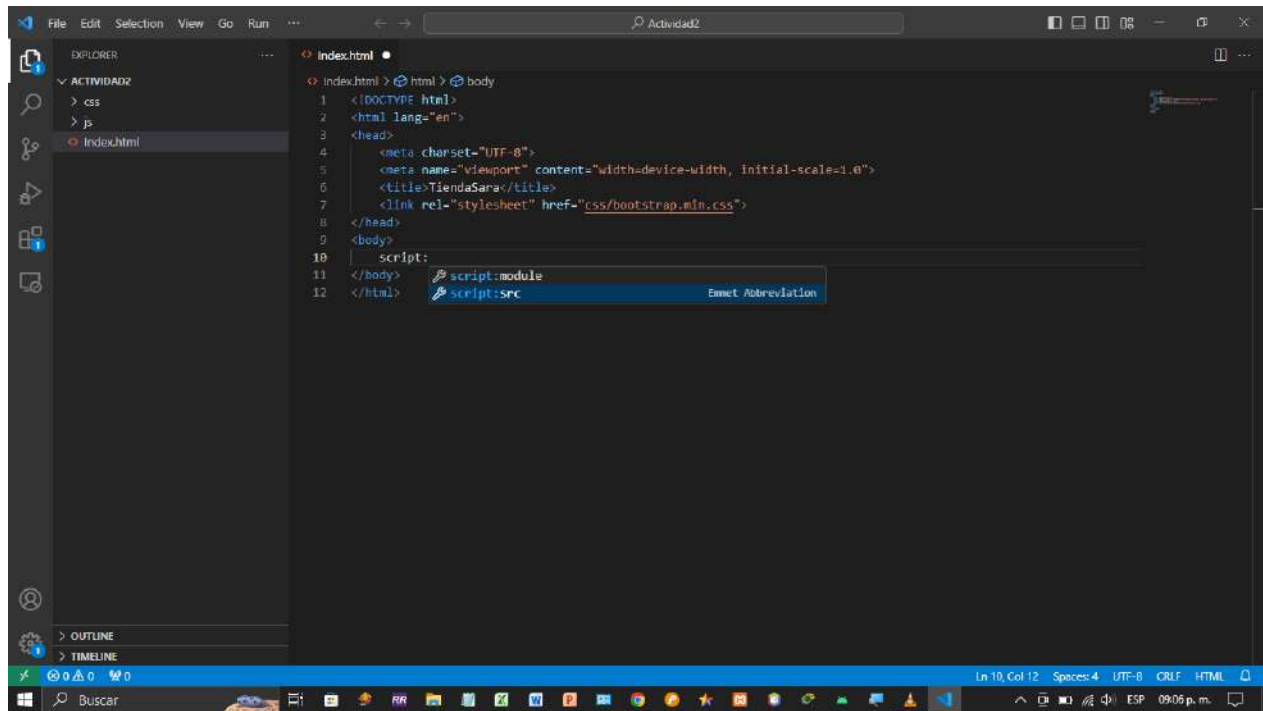 File Edit Selection View Go Run ··· Actividad2
EXPLORER ···
Index.html
ACTIVIDAD2
css
js
Index.html
Index.html > html > body
1 <!DOCTYPE html>
2 <html lang="en">
3 <head>
4 <meta charset="UTF-8">
5 <meta name="viewport" content="width=device-width, initial-scale=1.0">
6 <title>TiendaSara</title>
7 <link rel="stylesheet" href="css/bootstrap.min.css">
8 </head>
9 <body>
10 script:
11 </body>
script:module
12 </html>
script:src Emmet Abbreviation
OUTLINE
TIMELINE
0 0 0 Ln 10, Col 12 Spaces: 4 UTF-8 CRLF HTML
Buscar ESP 09:06 p. m.